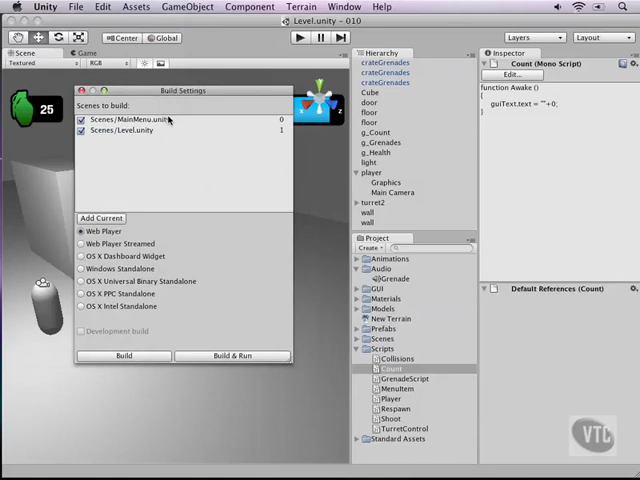 Unity File Edit Assets GameObject Component Terrain Window Help
Level.unity - 010
Center Global Layers Layout
Scene Game
Textured RGB
25
z
Build Settings
Scenes to build:
Scenes/MainMenu.unity 0
Scenes/Level.unity 1
Add Current
Web Player
Web Player Streamed
OS X Dashboard Widget
Windows Standalone
OS X Universal Binary Standalone
OS X PPC Standalone
OS X Intel Standalone
Development build
Build Build & Run
Hierarchy
crateGrenades
crateGrenades
crateGrenades
Cube
door
floor
floor
g_Count
g_Grenades
g_Health
light
player
Graphics
Main Camera
turret2
wall
wall
Project
Create
Animations
Audio
Grenade
GUI
Materials
Models
New Terrain
Prefabs
Scenes
Scripts
Collisions
Count
GrenadeScript
MenuItem
Player
Respawn
Shoot
TurretControl
Standard Assets
Inspector
Count (Mono Script)
Edit...
function Awake ()
{
guiText.text = ""+0;
}
Default References (Count)
VTC